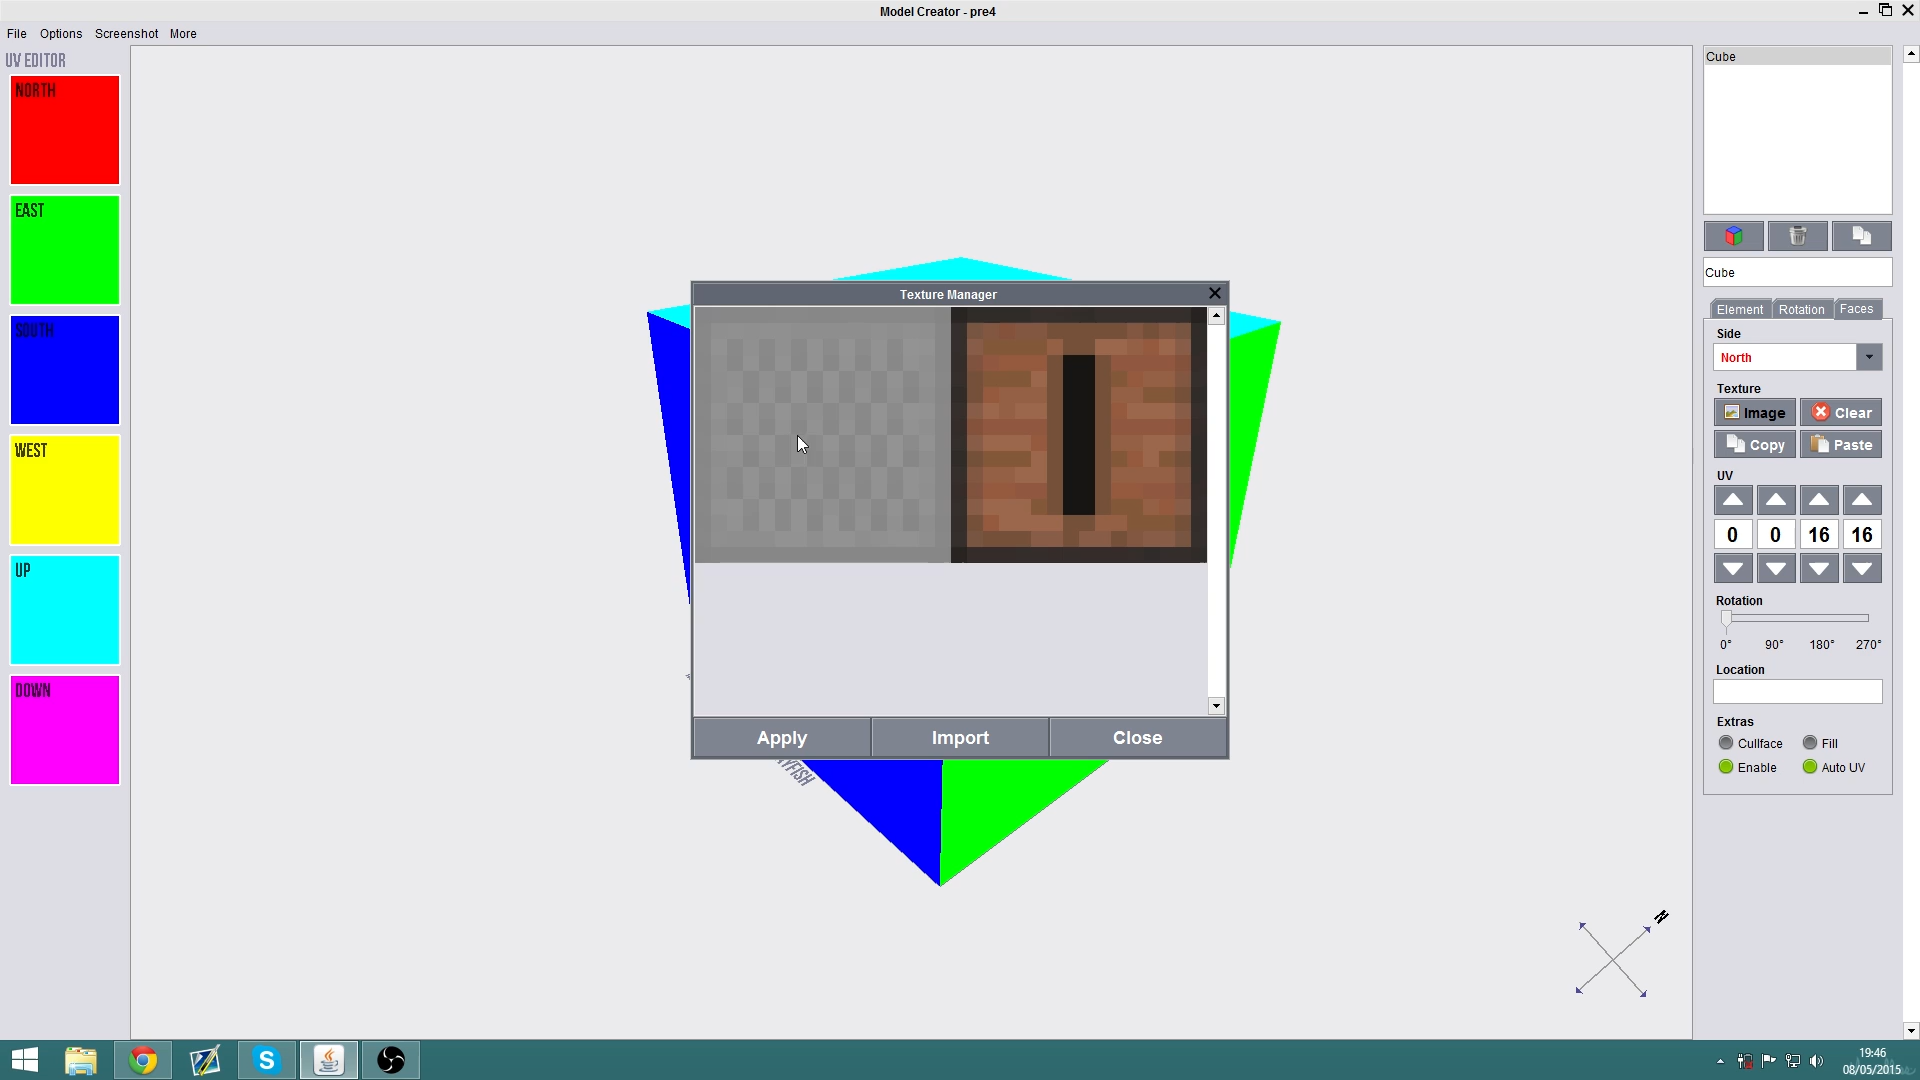 Model Creator - pre4
File Options Screenshot More
UV EDITOR
NORTH
EAST
SOUTH
WEST
UP
DOWN
Texture Manager
Apply Import Close
Cube
Cube
Element Rotation Faces
Side
North
Texture
Image Clear
Copy Paste
UV
0 0 16 16
Rotation
0° 90° 180° 270°
Location
Extras
Cullface Fill
Enable Auto UV
N
19:46
08/05/2015